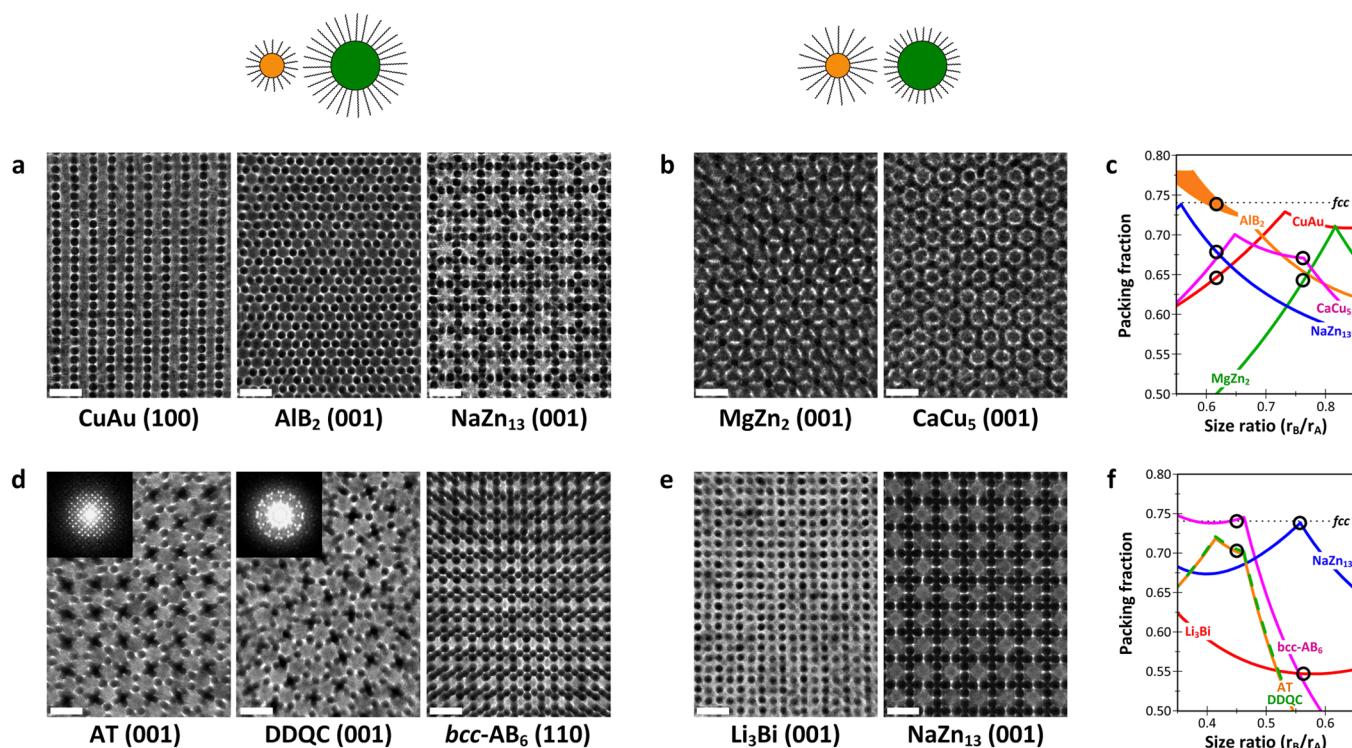 a
CuAu (100)
AlB₂ (001)
NaZn₁₃ (001)
b
MgZn₂ (001)
CaCu₅ (001)
c
Packing fraction
0.80
0.75
0.70
0.65
0.60
0.55
0.50
fcc
AlB₂
CuAu
CaCu₅
NaZn₁₃
MgZn₂
0.6 0.7 0.8
Size ratio (r_B/r_A)
d
AT (001)
DDQC (001)
bcc-AB₆ (110)
e
Li₃Bi (001)
NaZn₁₃ (001)
f
Packing fraction
0.80
0.75
0.70
0.65
0.60
0.55
0.50
fcc
NaZn₁₃
Li₃Bi
bcc-AB₆
AT
DDQC
0.4 0.5 0.6
Size ratio (r_B/r_A)